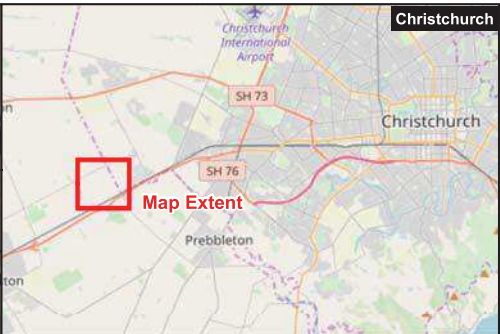 Christchurch
Christchurch
International
Airport
SH 73
Christchurch
SH 76
Map Extent
Prebbleton
on
ton